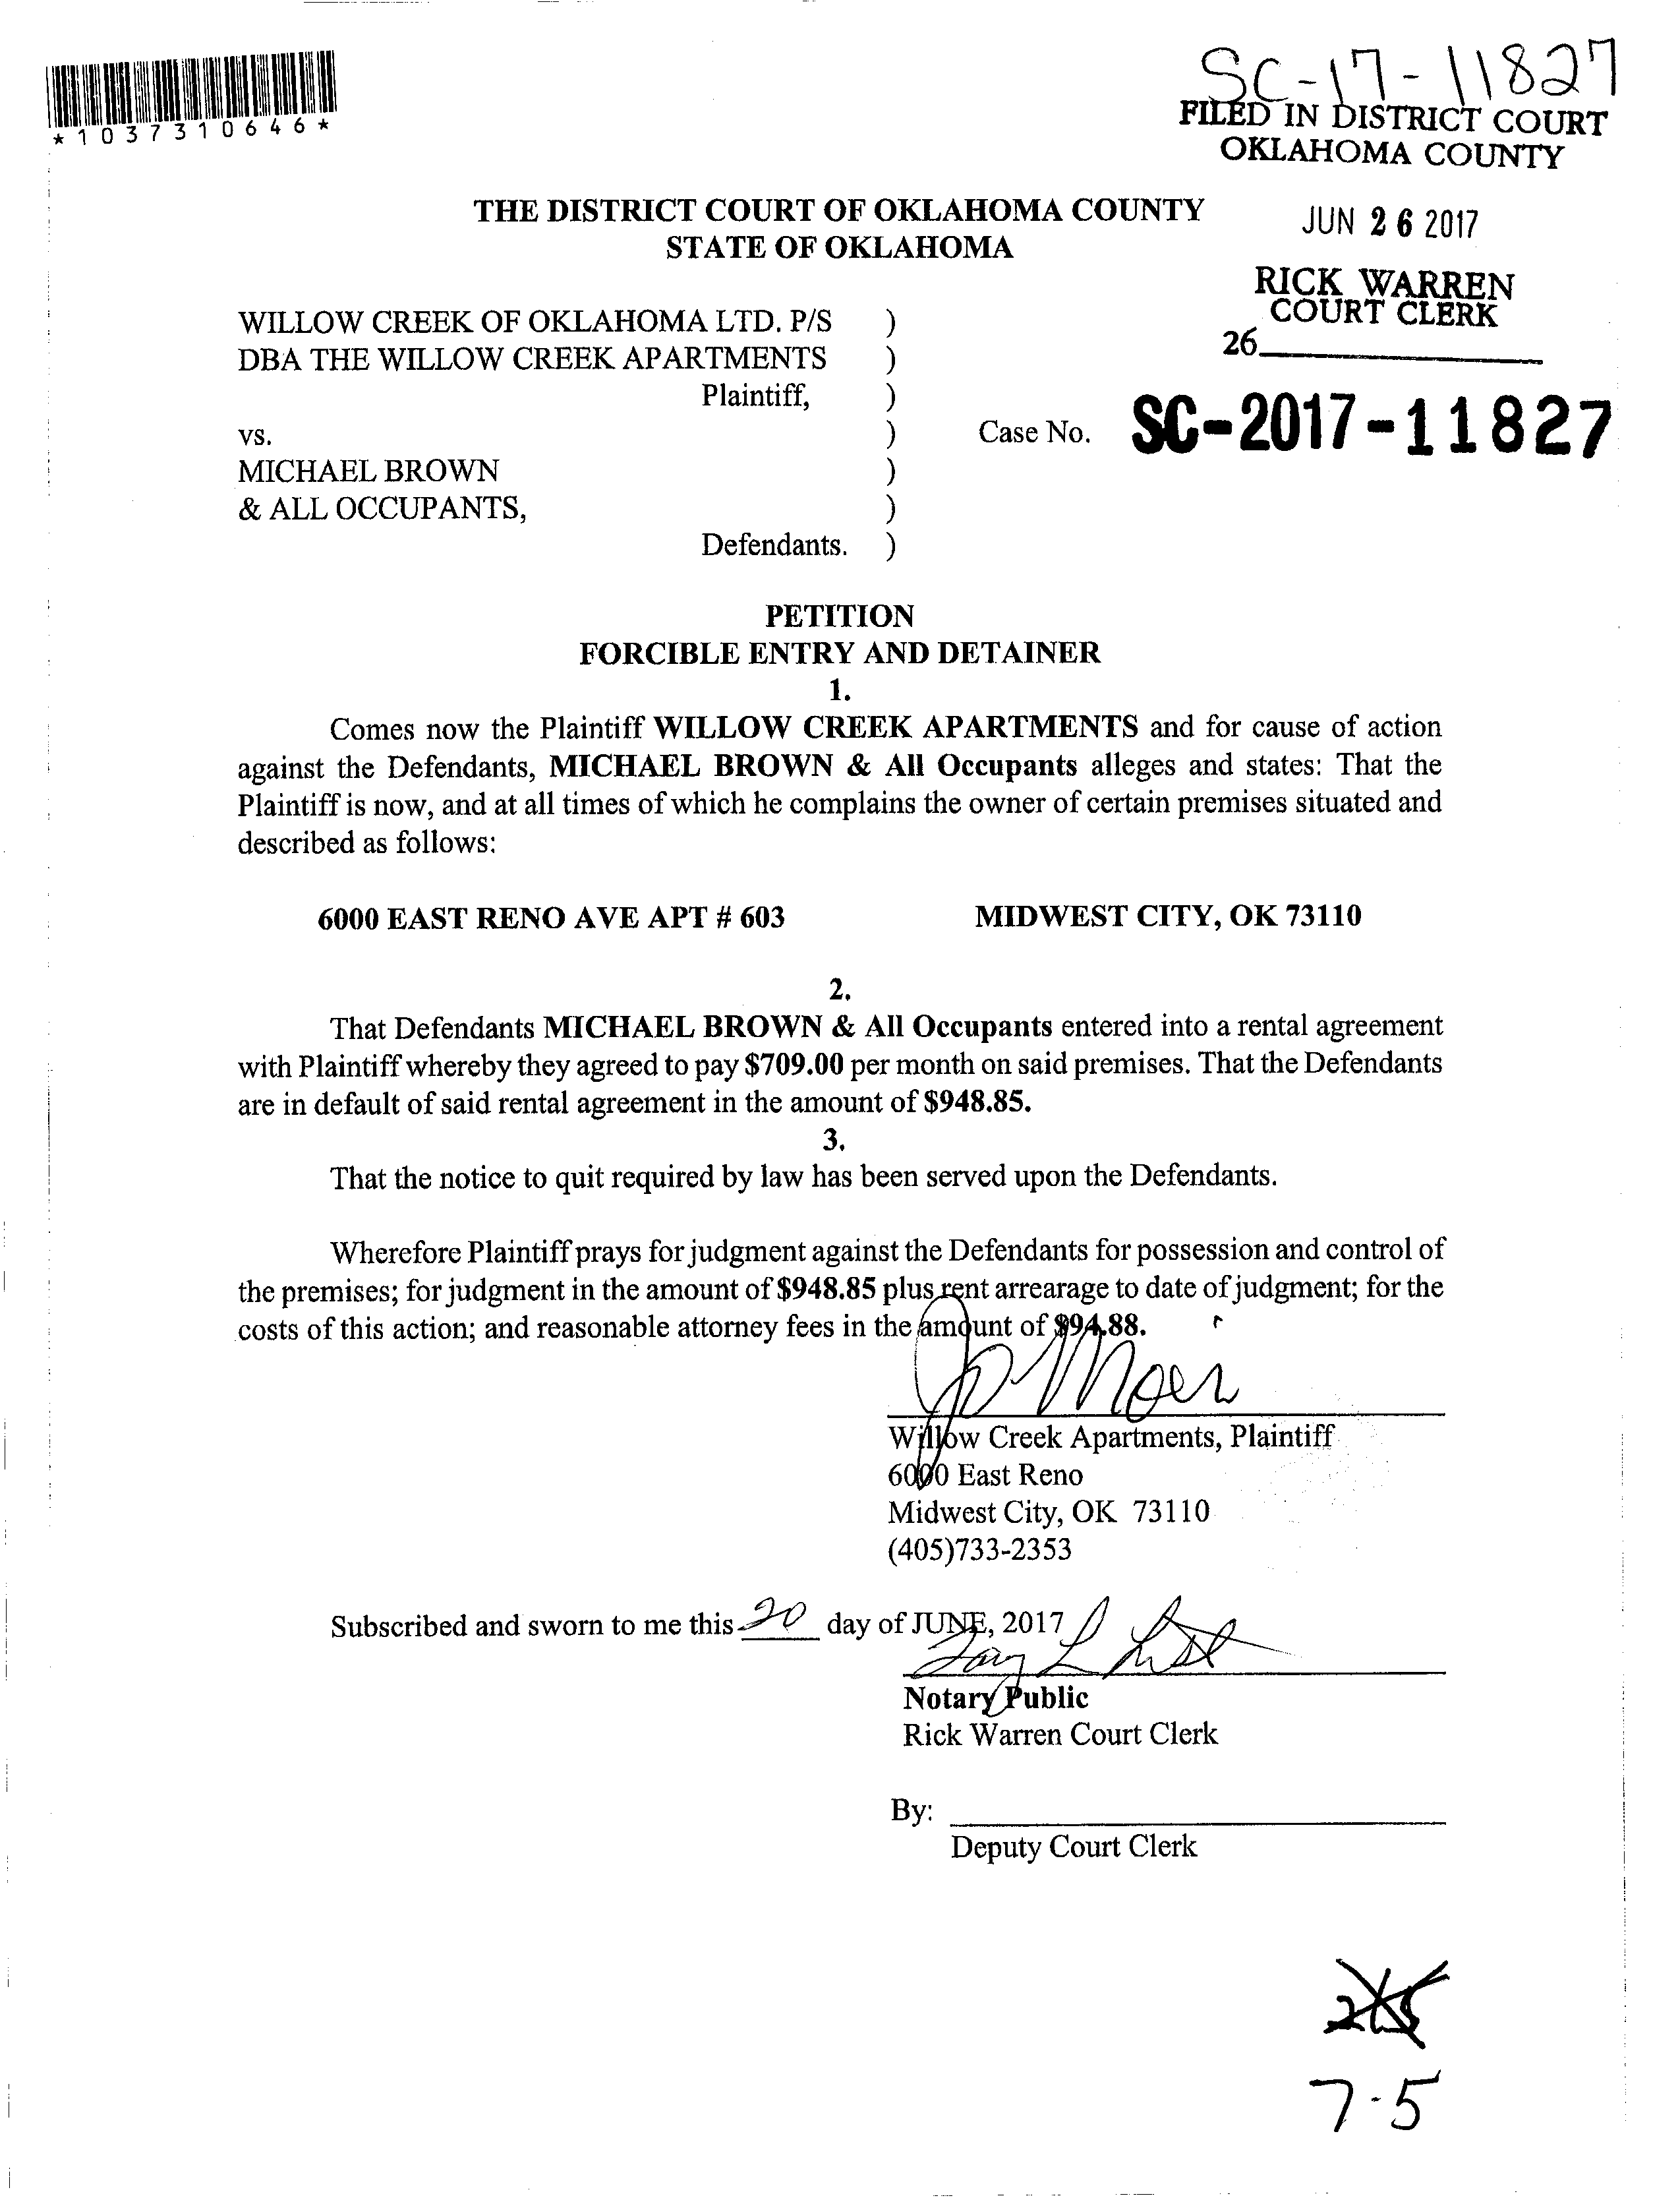 *1037310646*
SC-17-11827
FILED IN DISTRICT COURT
OKLAHOMA COUNTY
JUN 26 2017
RICK WARREN
COURT CLERK
26
THE DISTRICT COURT OF OKLAHOMA COUNTY
STATE OF OKLAHOMA
WILLOW CREEK OF OKLAHOMA LTD. P/S )
DBA THE WILLOW CREEK APARTMENTS )
Plaintiff, )
vs. ) Case No. SC-2017-11827
MICHAEL BROWN )
& ALL OCCUPANTS, )
Defendants. )
PETITION
FORCIBLE ENTRY AND DETAINER
1.
Comes now the Plaintiff WILLOW CREEK APARTMENTS and for cause of action
against the Defendants, MICHAEL BROWN & All Occupants alleges and states: That the
Plaintiff is now, and at all times of which he complains the owner of certain premises situated and
described as follows:
6000 EAST RENO AVE APT # 603 MIDWEST CITY, OK 73110
2.
That Defendants MICHAEL BROWN & All Occupants entered into a rental agreement
with Plaintiff whereby they agreed to pay $709.00 per month on said premises. That the Defendants
are in default of said rental agreement in the amount of $948.85.
3.
That the notice to quit required by law has been served upon the Defendants.
Wherefore Plaintiff prays for judgment against the Defendants for possession and control of
the premises; for judgment in the amount of $948.85 plus rent arrearage to date of judgment; for the
costs of this action; and reasonable attorney fees in the amount of $94.88.
Willow Creek Apartments, Plaintiff
6000 East Reno
Midwest City, OK 73110
(405)733-2353
Subscribed and sworn to me this 20 day of JUNE, 2017
Notary Public
Rick Warren Court Clerk
By:
Deputy Court Clerk
7-5